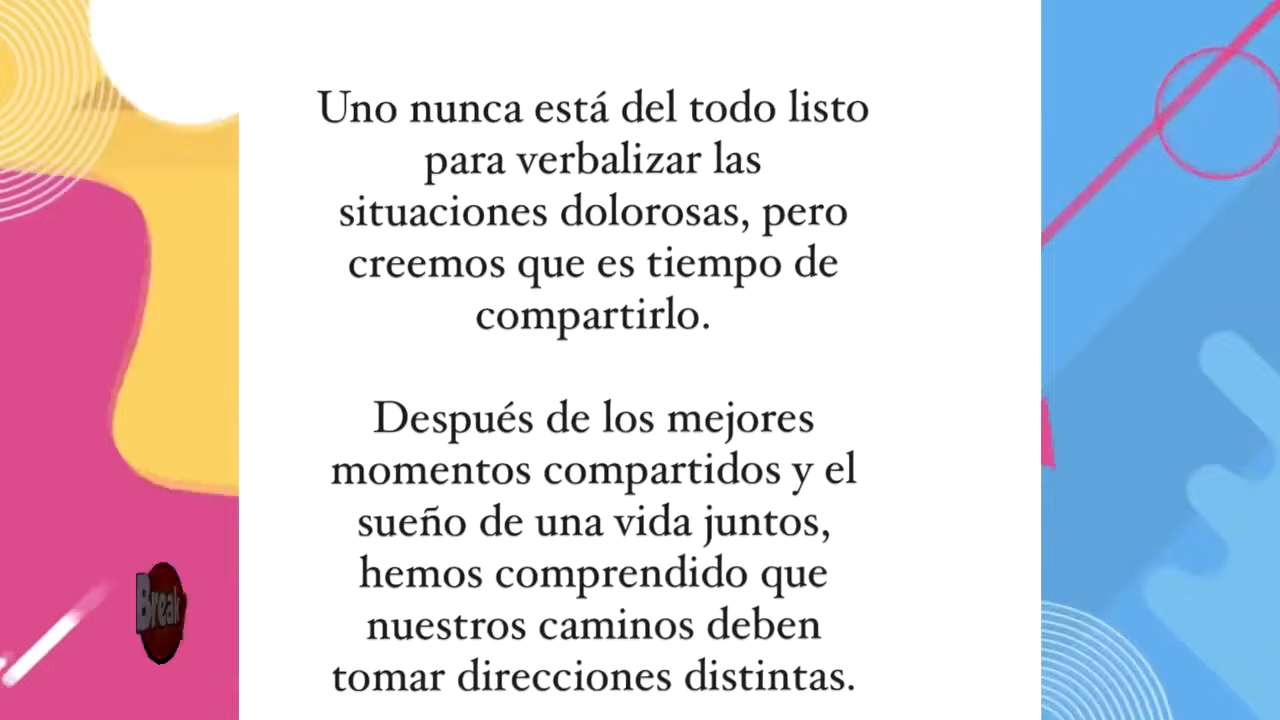 Uno nunca está del todo listo
para verbalizar las
situaciones dolorosas, pero
creemos que es tiempo de
compartirlo.
Después de los mejores
momentos compartidos y el
sueño de una vida juntos,
hemos comprendido que
nuestros caminos deben
tomar direcciones distintas.
Break